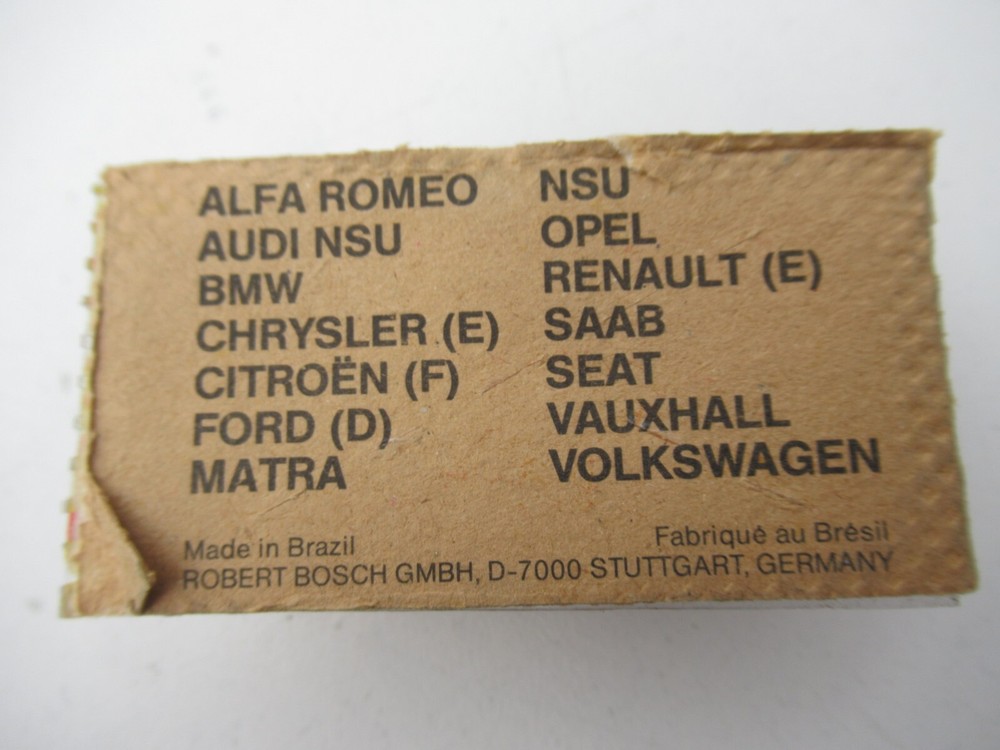 ALFA ROMEO
AUDI NSU
BMW
CHRYSLER (E)
CITROËN (F)
FORD (D)
MATRA
NSU
OPEL
RENAULT (E)
SAAB
SEAT
VAUXHALL
VOLKSWAGEN
Made in Brazil
Fabriqué au Brésil
ROBERT BOSCH GMBH, D-7000 STUTTGART, GERMANY